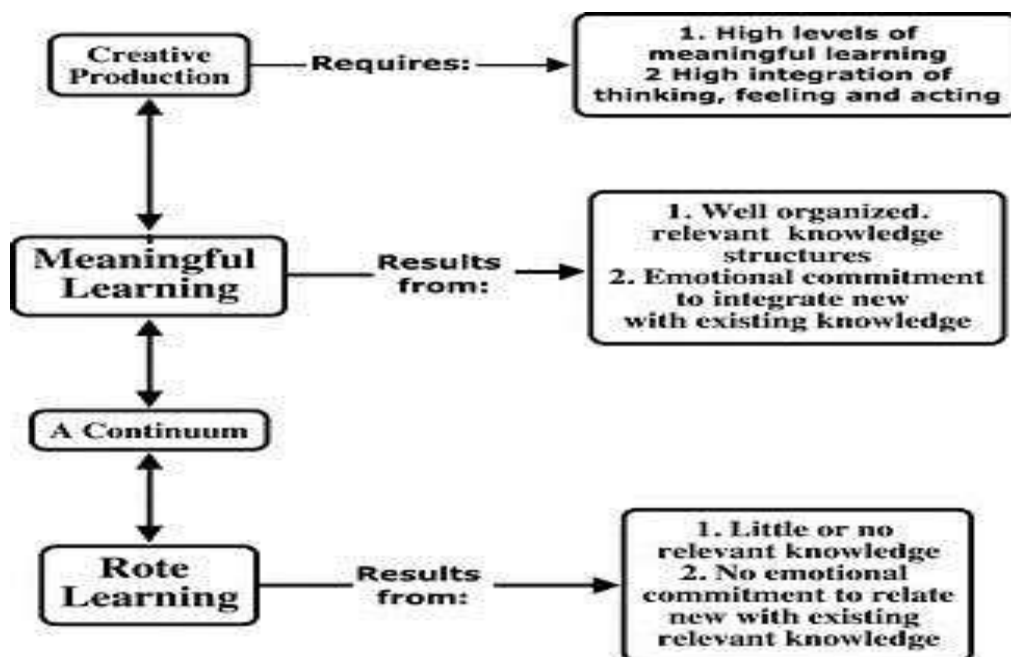 Creative
Production
Requires:
1. High levels of
meaningful learning
2 High integration of
thinking, feeling and acting
Meaningful
Learning
Results
from:
1. Well organized.
relevant knowledge
structures
2. Emotional commitment
to integrate new
with existing knowledge
A Continuum
Rote
Learning
Results
from:
1. Little or no
relevant knowledge
2. No emotional
commitment to relate
new with existing
relevant knowledge